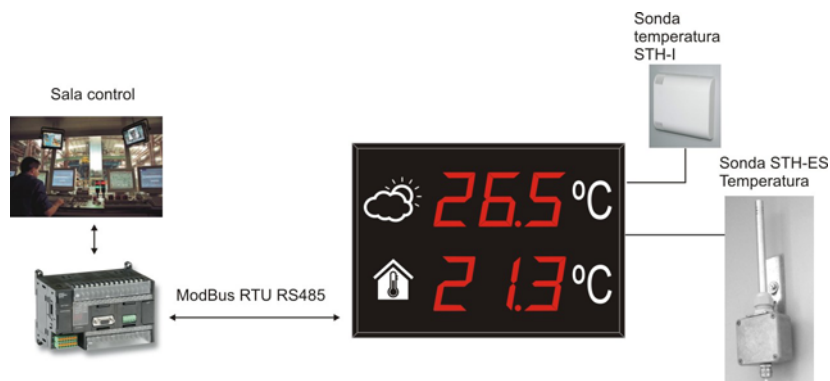 Sonda
temperatura
STH-I
Sala control
Sonda STH-ES
Temperatura
26.5 ºC
21.3 ºC
ModBus RTU RS485